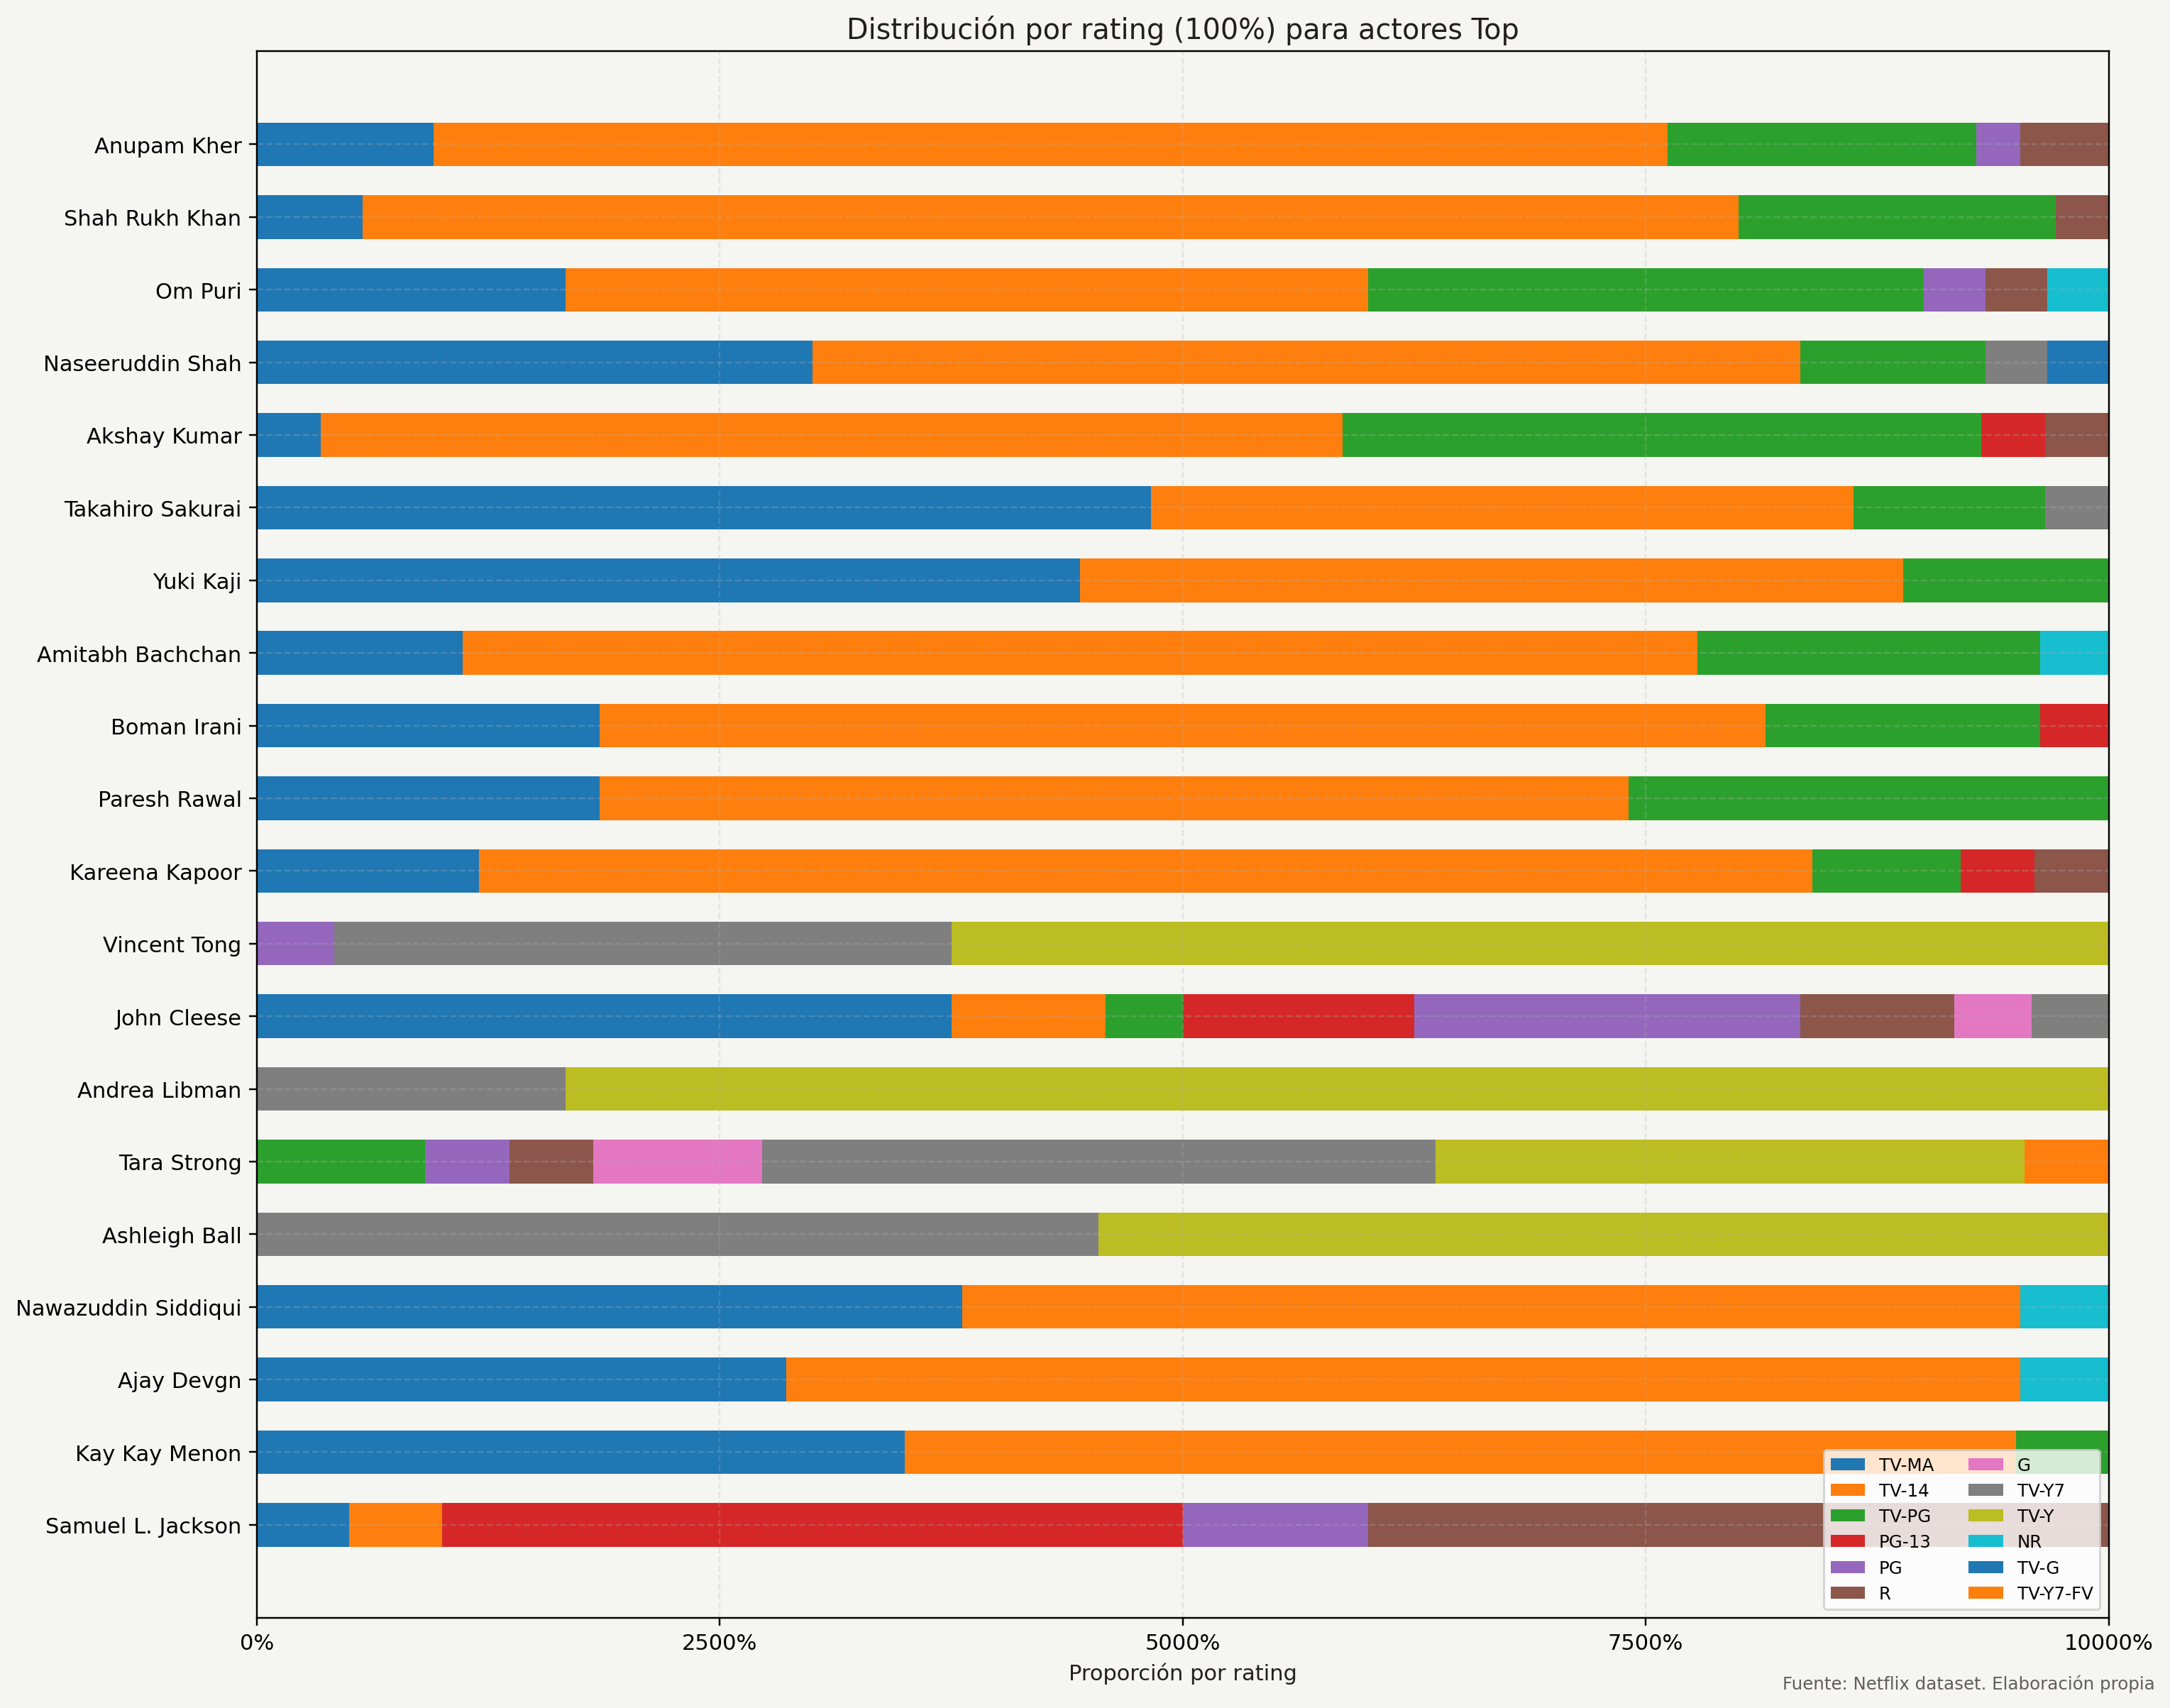 Distribución por rating (100%) para actores Top
Anupam Kher
Shah Rukh Khan
Om Puri
Naseeruddin Shah
Akshay Kumar
Takahiro Sakurai
Yuki Kaji
Amitabh Bachchan
Boman Irani
Paresh Rawal
Kareena Kapoor
Vincent Tong
John Cleese
Andrea Libman
Tara Strong
Ashleigh Ball
Nawazuddin Siddiqui
Ajay Devgn
Kay Kay Menon
Samuel L. Jackson
TV-MA
TV-14
TV-PG
PG-13
PG
R
G
TV-Y7
TV-Y
NR
TV-G
TV-Y7-FV
0% 2500% 5000% 7500% 10000%
Proporción por rating
Fuente: Netflix dataset. Elaboración propia